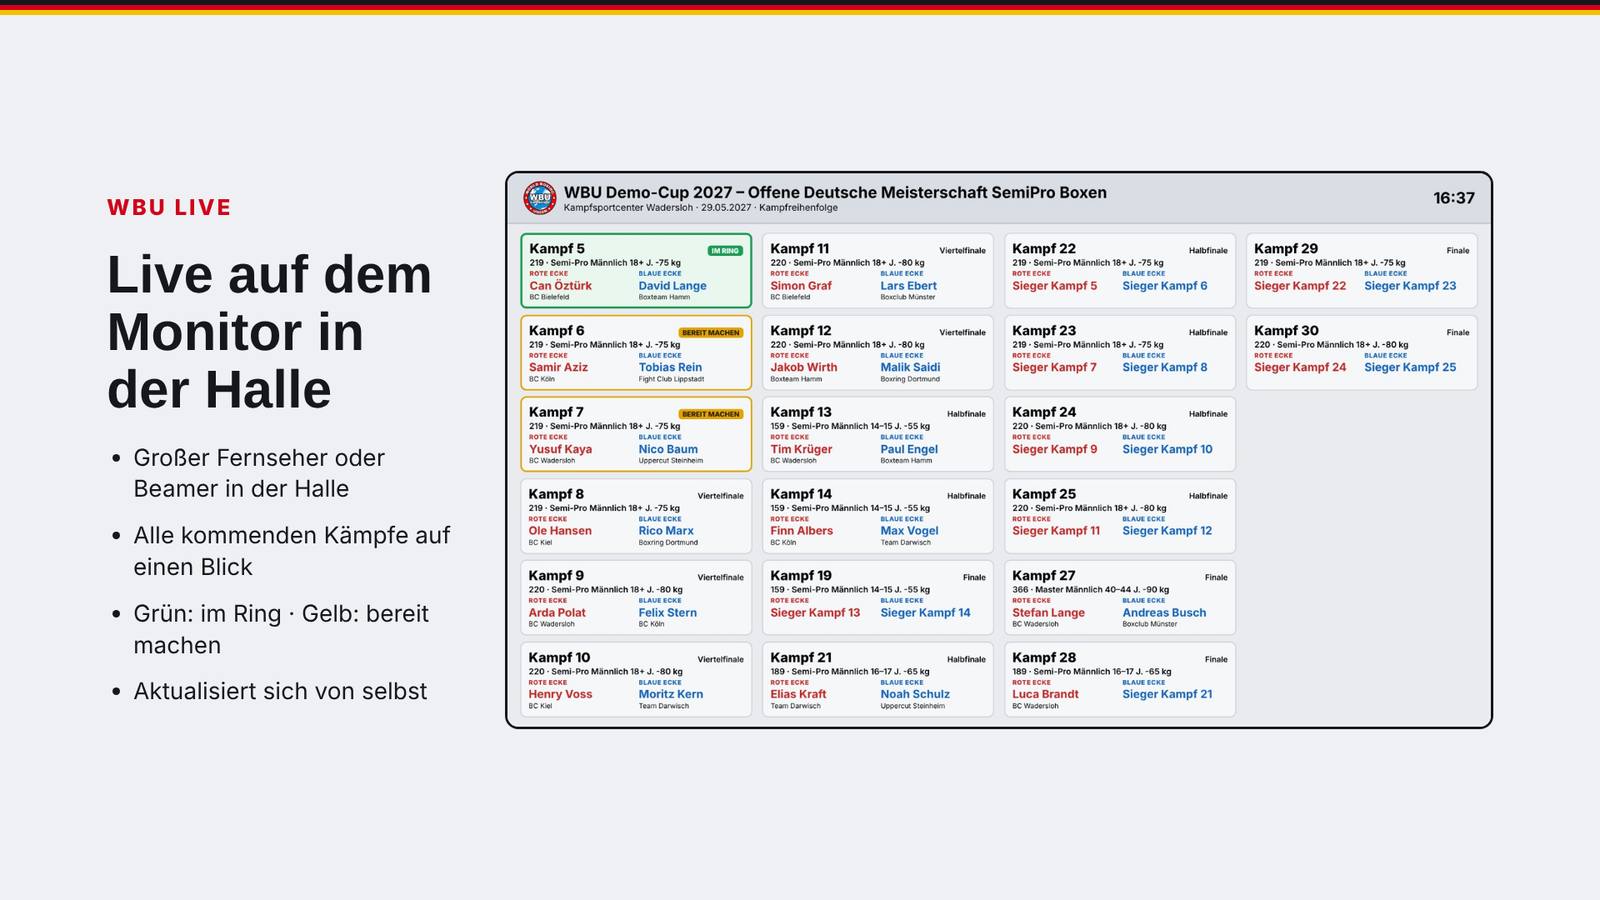 WBU LIVE
Live auf dem
Monitor in
der Halle
• Großer Fernseher oder
Beamer in der Halle
• Alle kommenden Kämpfe auf
einen Blick
• Grün: im Ring · Gelb: bereit
machen
• Aktualisiert sich von selbst
WBU
WBU Demo-Cup 2027 – Offene Deutsche Meisterschaft SemiPro Boxen
Kampfsportcenter Wadersloh · 29.05.2027 · Kampfreihenfolge
16:37
Kampf 5 IM RING
219 · Semi-Pro Männlich 18+ J. -75 kg
ROTE ECKE BLAUE ECKE
Can Öztürk David Lange
BC Bielefeld Boxteam Hamm
Kampf 6 BEREIT MACHEN
219 · Semi-Pro Männlich 18+ J. -75 kg
ROTE ECKE BLAUE ECKE
Samir Aziz Tobias Rein
BC Köln Fight Club Lippstadt
Kampf 7 BEREIT MACHEN
219 · Semi-Pro Männlich 18+ J. -75 kg
ROTE ECKE BLAUE ECKE
Yusuf Kaya Nico Baum
BC Wadersloh Uppercut Steinheim
Kampf 8 Viertelfinale
219 · Semi-Pro Männlich 18+ J. -75 kg
ROTE ECKE BLAUE ECKE
Ole Hansen Rico Marx
BC Kiel Boxring Dortmund
Kampf 9 Viertelfinale
220 · Semi-Pro Männlich 18+ J. -80 kg
ROTE ECKE BLAUE ECKE
Arda Polat Felix Stern
BC Wadersloh BC Köln
Kampf 10 Viertelfinale
220 · Semi-Pro Männlich 18+ J. -80 kg
ROTE ECKE BLAUE ECKE
Henry Voss Moritz Kern
BC Kiel Team Darwisch
Kampf 11 Viertelfinale
220 · Semi-Pro Männlich 18+ J. -80 kg
ROTE ECKE BLAUE ECKE
Simon Graf Lars Ebert
BC Bielefeld Boxclub Münster
Kampf 12 Viertelfinale
220 · Semi-Pro Männlich 18+ J. -80 kg
ROTE ECKE BLAUE ECKE
Jakob Wirth Malik Saidi
Boxteam Hamm Boxring Dortmund
Kampf 13 Halbfinale
159 · Semi-Pro Männlich 14–15 J. -55 kg
ROTE ECKE BLAUE ECKE
Tim Krüger Paul Engel
BC Wadersloh Boxteam Hamm
Kampf 14 Halbfinale
159 · Semi-Pro Männlich 14–15 J. -55 kg
ROTE ECKE BLAUE ECKE
Finn Albers Max Vogel
BC Köln Team Darwisch
Kampf 19 Finale
159 · Semi-Pro Männlich 14–15 J. -55 kg
ROTE ECKE BLAUE ECKE
Sieger Kampf 13 Sieger Kampf 14
Kampf 21 Halbfinale
189 · Semi-Pro Männlich 16–17 J. -65 kg
ROTE ECKE BLAUE ECKE
Elias Kraft Noah Schulz
Team Darwisch Uppercut Steinheim
Kampf 22 Halbfinale
219 · Semi-Pro Männlich 18+ J. -75 kg
ROTE ECKE BLAUE ECKE
Sieger Kampf 5 Sieger Kampf 6
Kampf 23 Halbfinale
219 · Semi-Pro Männlich 18+ J. -75 kg
ROTE ECKE BLAUE ECKE
Sieger Kampf 7 Sieger Kampf 8
Kampf 24 Halbfinale
220 · Semi-Pro Männlich 18+ J. -80 kg
ROTE ECKE BLAUE ECKE
Sieger Kampf 9 Sieger Kampf 10
Kampf 25 Halbfinale
220 · Semi-Pro Männlich 18+ J. -80 kg
ROTE ECKE BLAUE ECKE
Sieger Kampf 11 Sieger Kampf 12
Kampf 27 Finale
366 · Master Männlich 40–44 J. -90 kg
ROTE ECKE BLAUE ECKE
Stefan Lange Andreas Busch
BC Wadersloh Boxclub Münster
Kampf 28 Finale
189 · Semi-Pro Männlich 16–17 J. -65 kg
ROTE ECKE BLAUE ECKE
Luca Brandt Sieger Kampf 21
BC Wadersloh
Kampf 29 Finale
219 · Semi-Pro Männlich 18+ J. -75 kg
ROTE ECKE BLAUE ECKE
Sieger Kampf 22 Sieger Kampf 23
Kampf 30 Finale
220 · Semi-Pro Männlich 18+ J. -80 kg
ROTE ECKE BLAUE ECKE
Sieger Kampf 24 Sieger Kampf 25